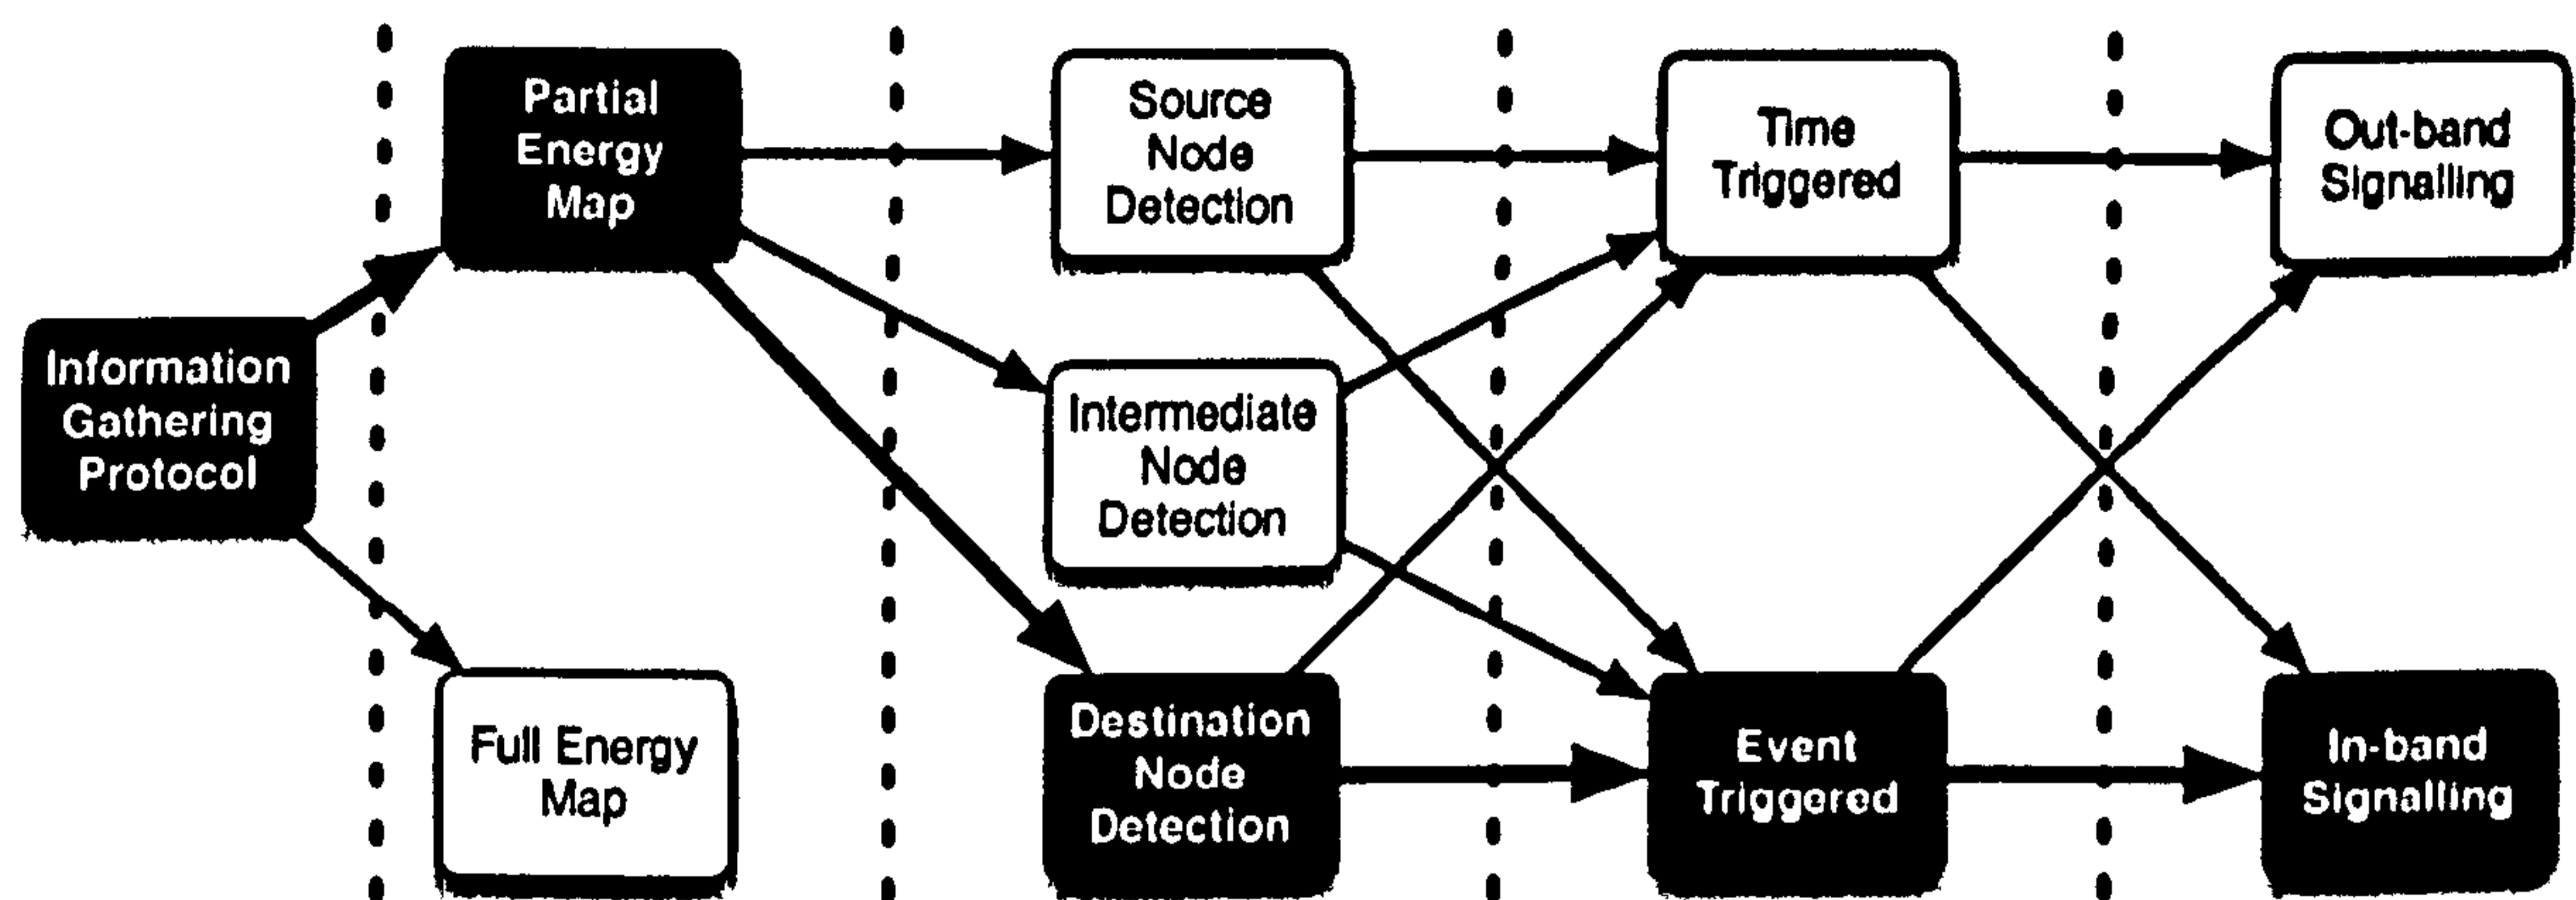 Partial
Energy
Map
Source
Node
Detection
Time
Triggered
Out-band
Signalling
Information
Gathering
Protocol
Intermediate
Node
Detection
Full Energy
Map
Destination
Node
Detection
Event
Triggered
In-band
Signalling